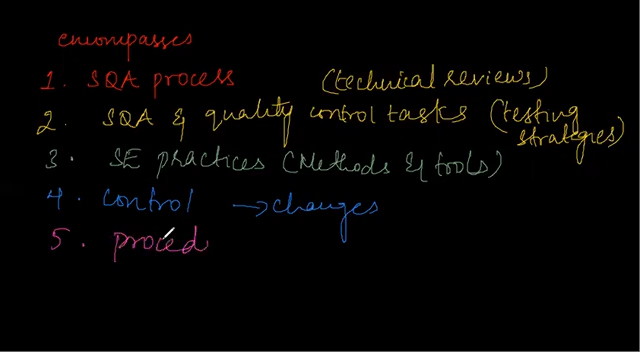 encompasses
1. SQA process (technical reviews)
2. SQA & quality control tasks (testing strategies)
3. SE practices (Methods & tools)
4. control → changes
5. proced